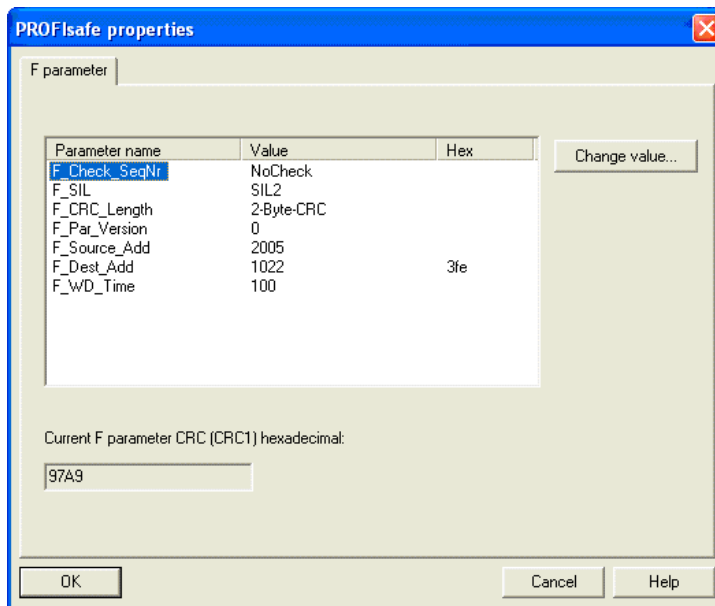 PROFIsafe properties
F parameter
Parameter name Value Hex
F_Check_SeqNr NoCheck
F_SIL SIL2
F_CRC_Length 2-Byte-CRC
F_Par_Version 0
F_Source_Add 2005
F_Dest_Add 1022 3fe
F_WD_Time 100
Change value...
Current F parameter CRC (CRC1) hexadecimal:
97A9
OK Cancel Help